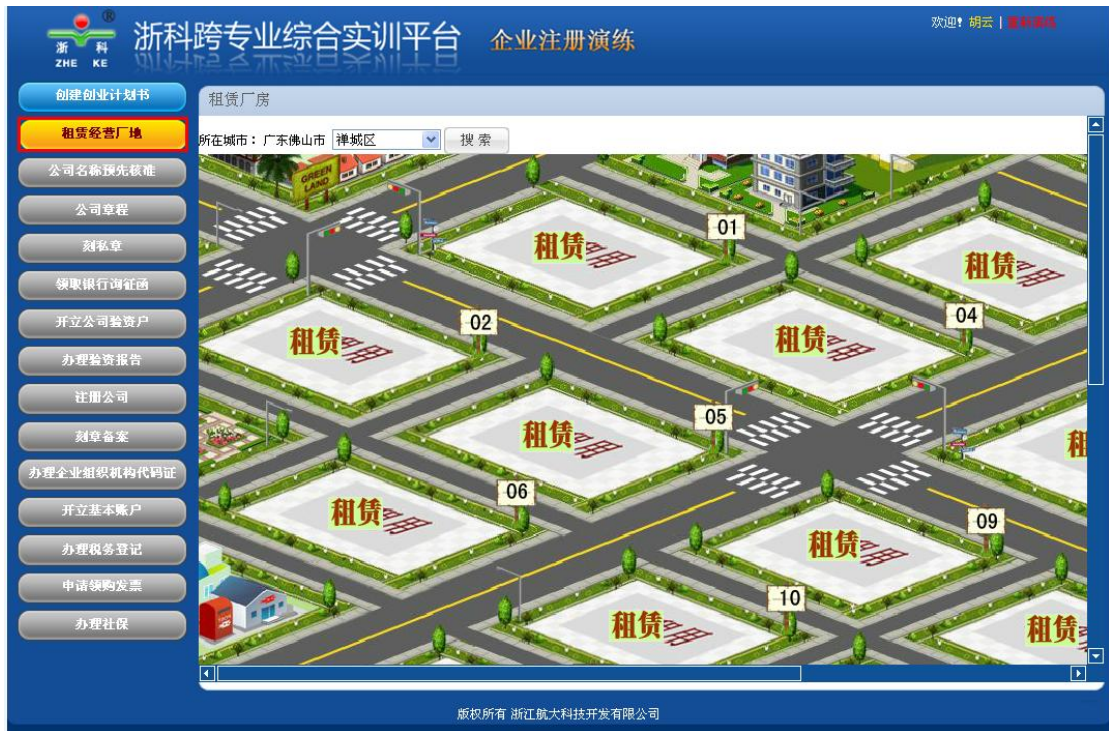 ®
浙 科
ZHE KE
浙科跨专业综合实训平台
企业注册演练
欢迎! 胡云 |
创建创业计划书
租赁经营厂地
公司名称预先核准
公司章程
刻私章
领取银行询证函
开立公司验资户
办理验资报告
注册公司
刻章备案
办理企业组织机构代码证
开立基本账户
办理税务登记
申请领购发票
办理社保
租赁厂房
所在城市: 广东佛山市 禅城区 搜 索
GREEN LAND
01
租赁
租赁
02
04
租赁
租赁
05
租赁
租
06
09
租赁
租赁
10
租赁
租赁
版权所有 浙江航大科技开发有限公司